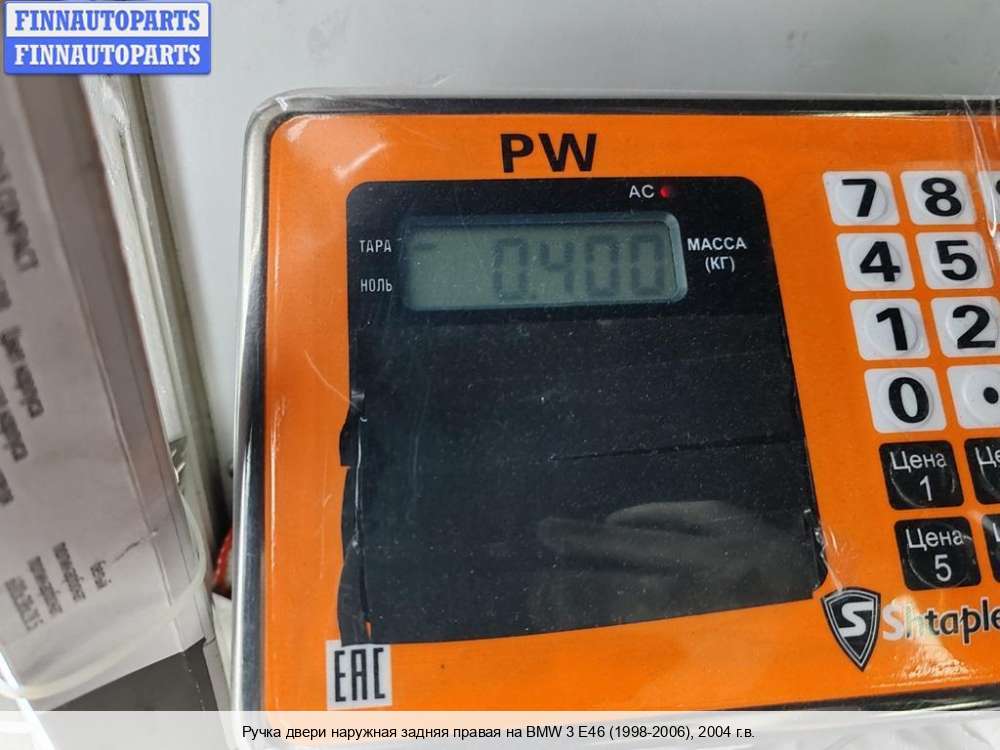 FINNAUTOPARTS
FINNAUTOPARTS
PW
AC
ТАРА
НОЛЬ
0.400
МАССА
(КГ)
7 8
4 5
1 2
0 .
Цена
1
Цена
5
Shtaple
EAC
Ручка двери наружная задняя правая на BMW 3 E46 (1998-2006), 2004 г.в.